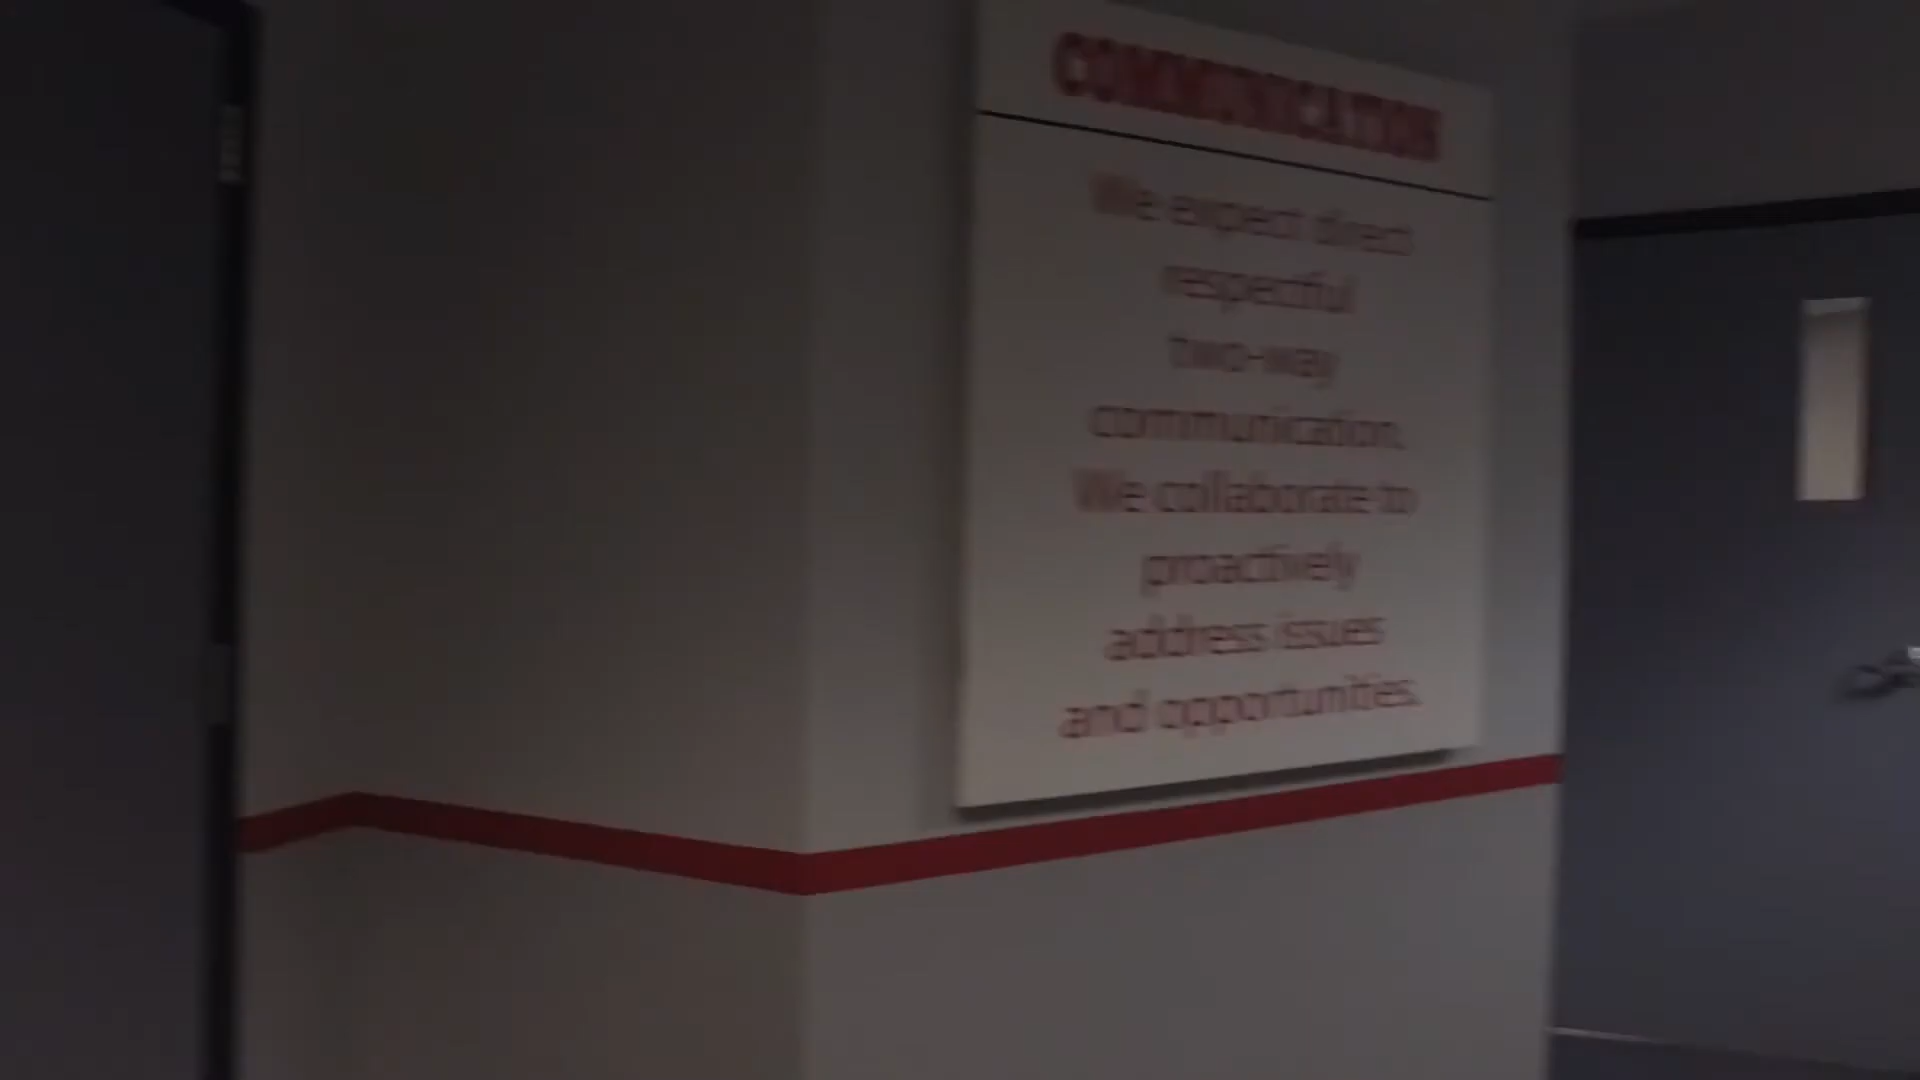 COMMUNICATION
We expect direct
respectful
two-way
communication.
We collaborate to
proactively
address issues
and opportunities.